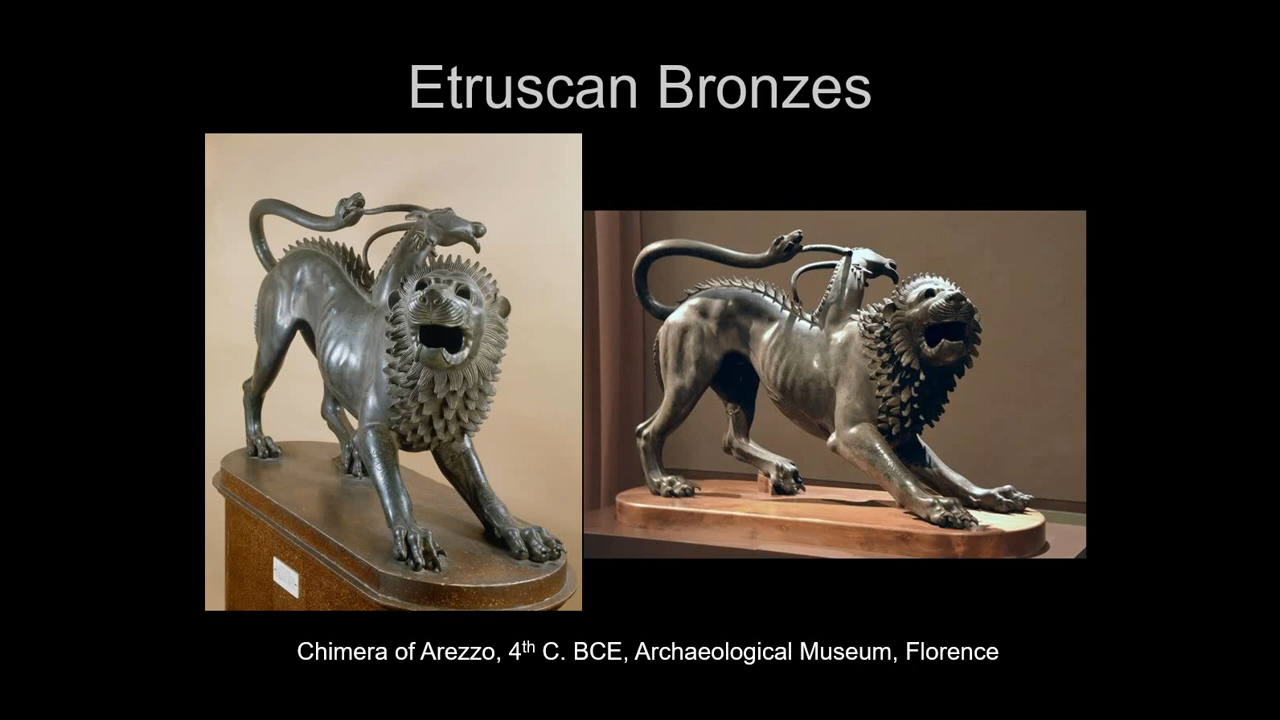 Etruscan Bronzes
Chimera of Arezzo, 4th C. BCE, Archaeological Museum, Florence